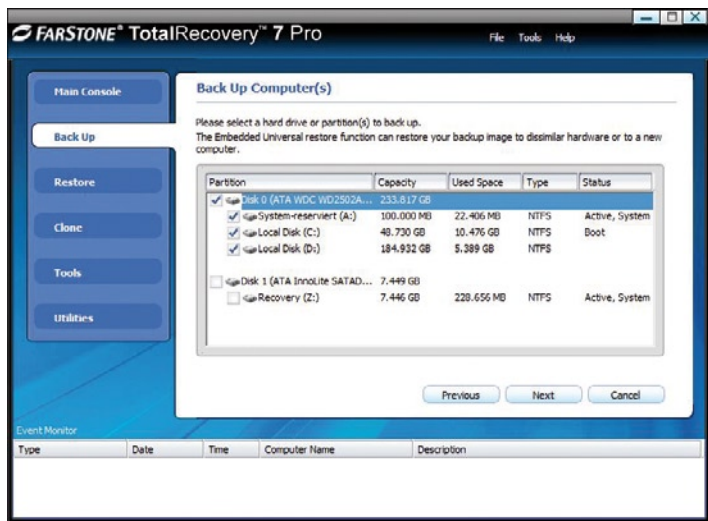 FARSTONE® TotalRecovery™ 7 Pro
File Tools Help
Main Console
Back Up
Restore
Clone
Tools
Utilities
Back Up Computer(s)
Please select a hard drive or partition(s) to back up.
The Embedded Universal restore function can restore your backup image to dissimilar hardware or to a new
computer.
Partition Capacity Used Space Type Status
Disk 0 (ATA WDC WD2502A... 233.817 GB
System-reserviert (A:) 100.000 MB 22.406 MB NTFS Active, System
Local Disk (C:) 48.730 GB 10.476 GB NTFS Boot
Local Disk (D:) 184.932 GB 5.389 GB NTFS
Disk 1 (ATA InnoLite SATAD... 7.449 GB
Recovery (Z:) 7.446 GB 228.656 MB NTFS Active, System
Previous Next Cancel
Event Monitor
Type Date Time Computer Name Description